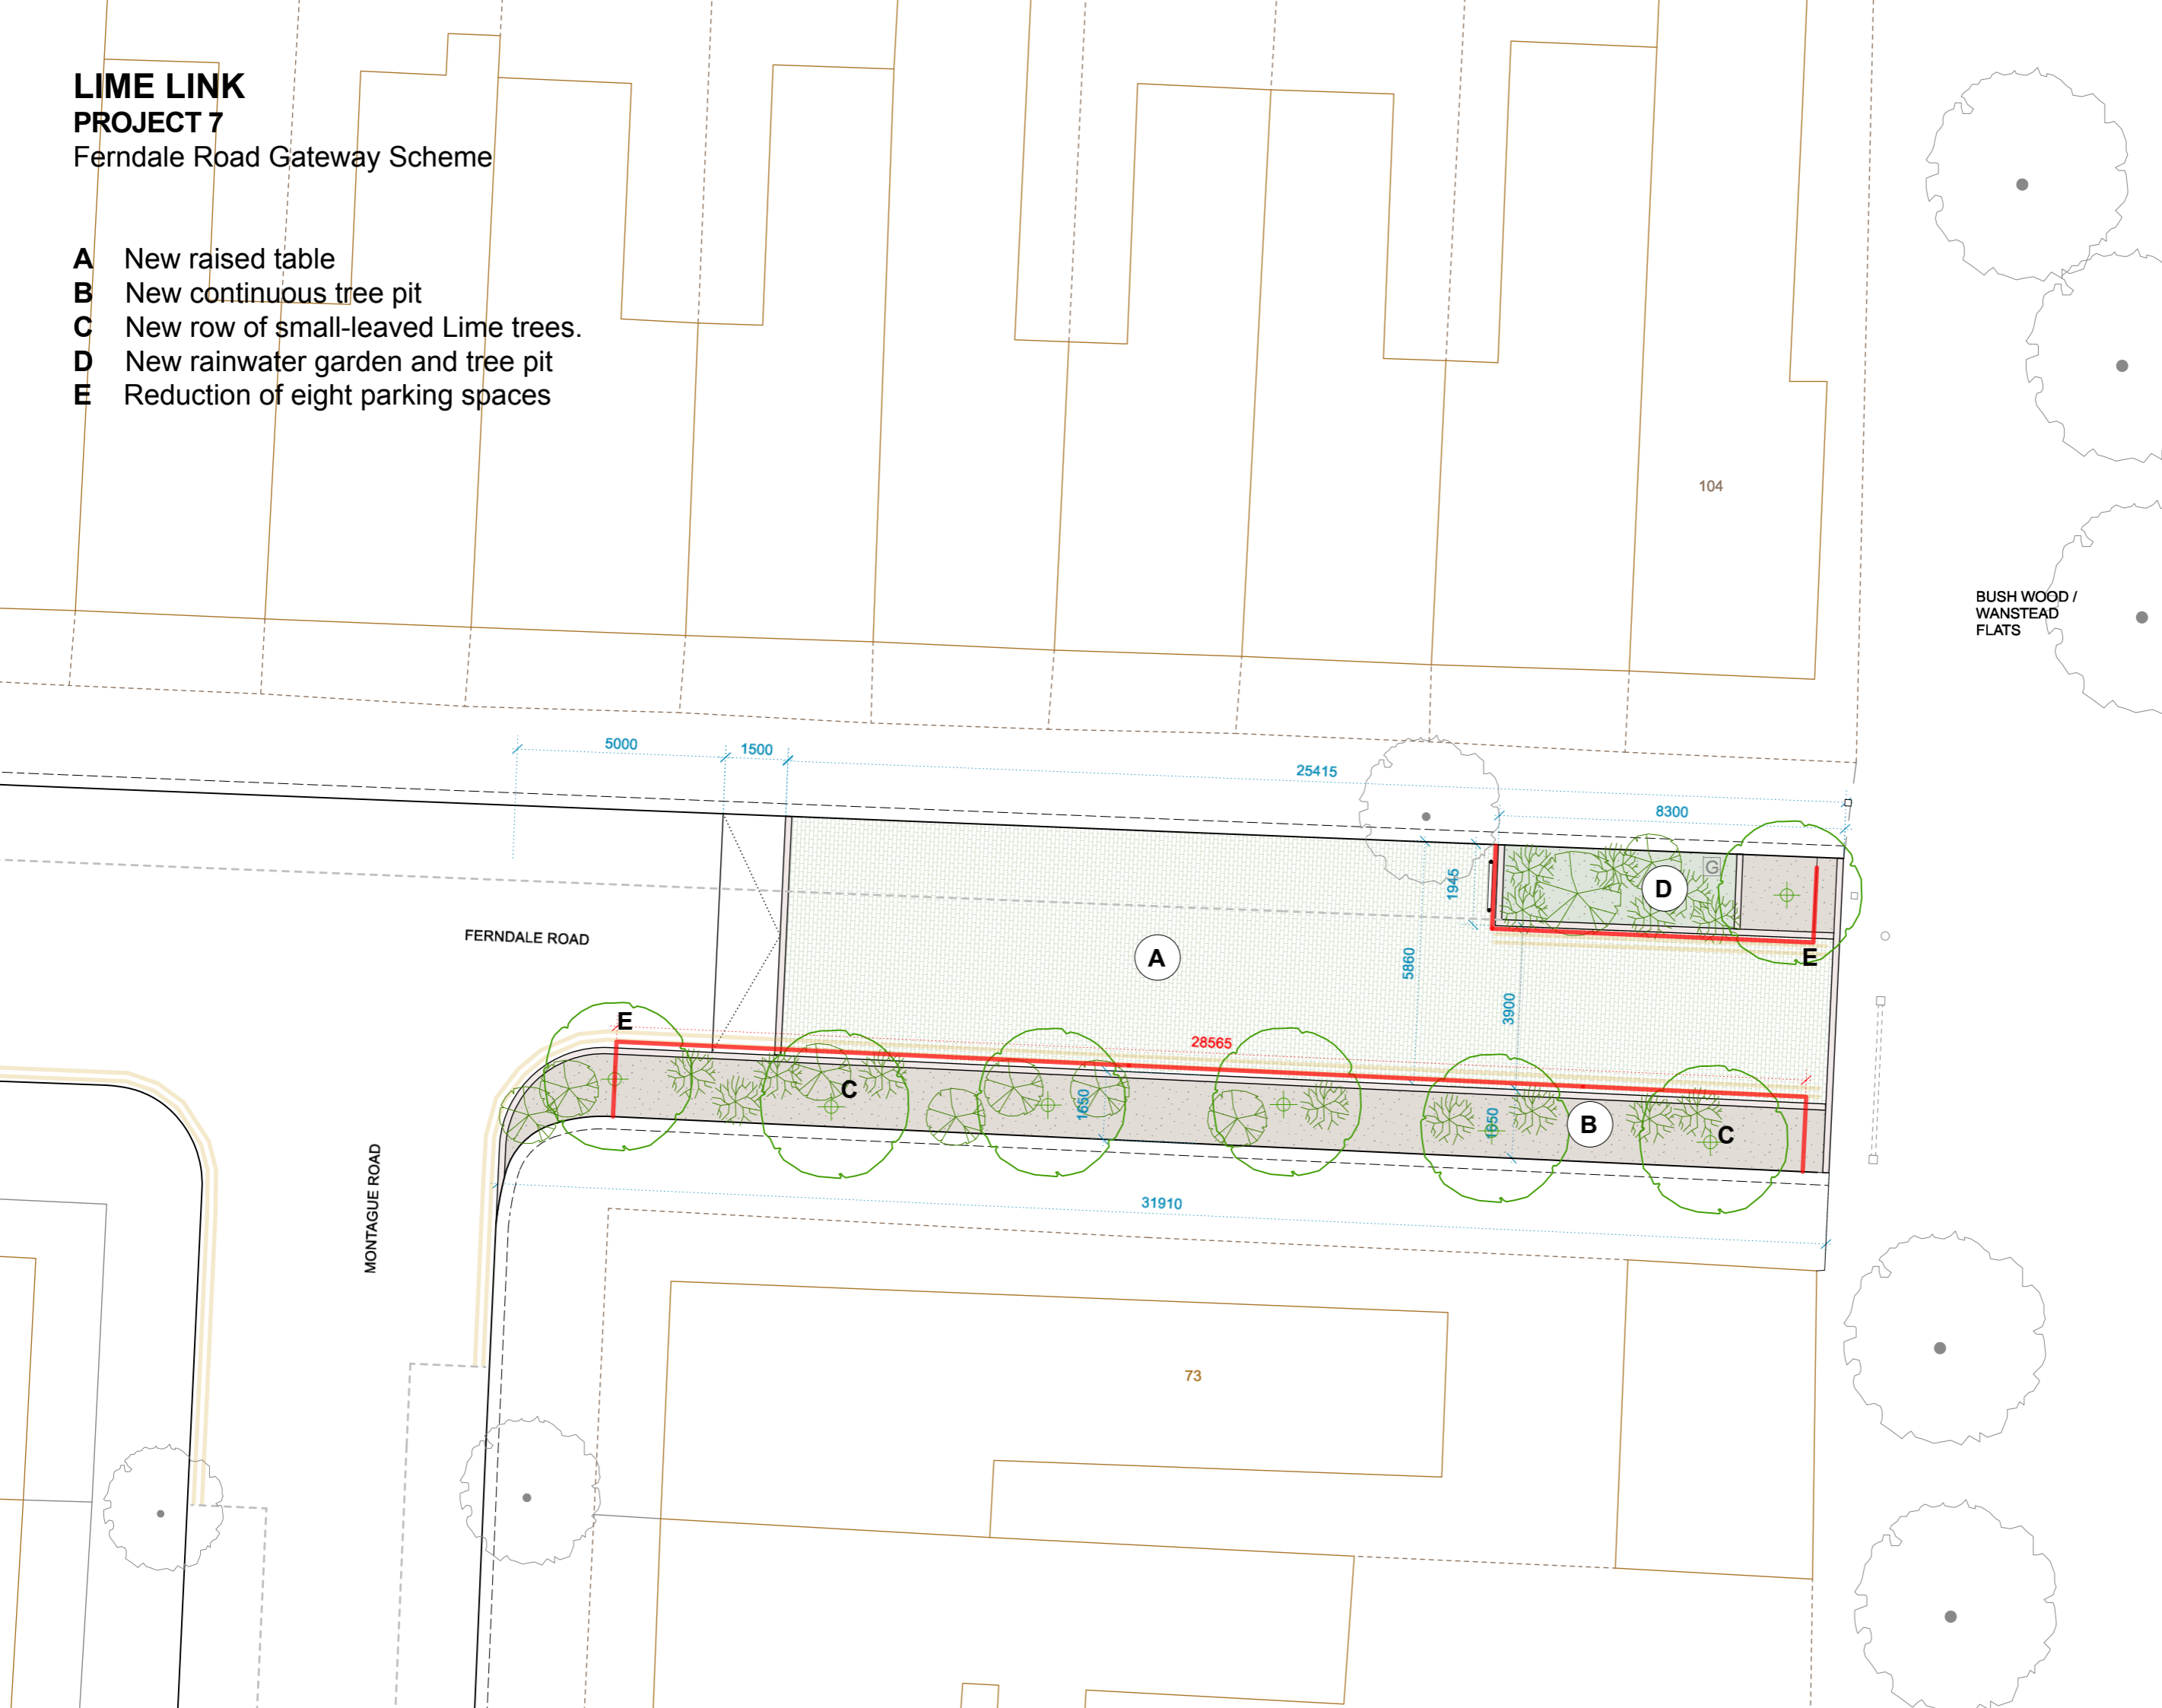 LIME LINK
PROJECT 7
Ferndale Road Gateway Scheme
A New raised table
B New continuous tree pit
C New row of small-leaved Lime trees.
D New rainwater garden and tree pit
E Reduction of eight parking spaces
104
BUSH WOOD /
WANSTEAD
FLATS
5000
1500
25415
8300
1945
G
D
FERNDALE ROAD
A
5860
3900
E
E
28565
C
1650
1650
B
C
MONTAGUE ROAD
31910
73